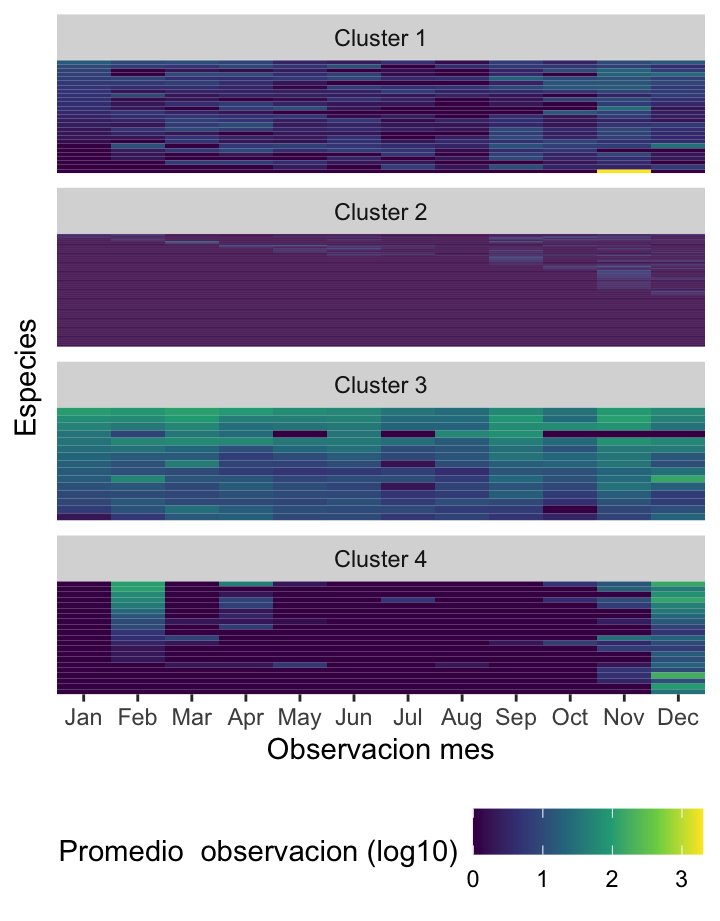 Cluster 1
Cluster 2
Cluster 3
Cluster 4
Especies
Jan Feb Mar Apr May Jun Jul Aug Sep Oct Nov Dec
Observacion mes
Promedio  observacion (log10)
0 1 2 3